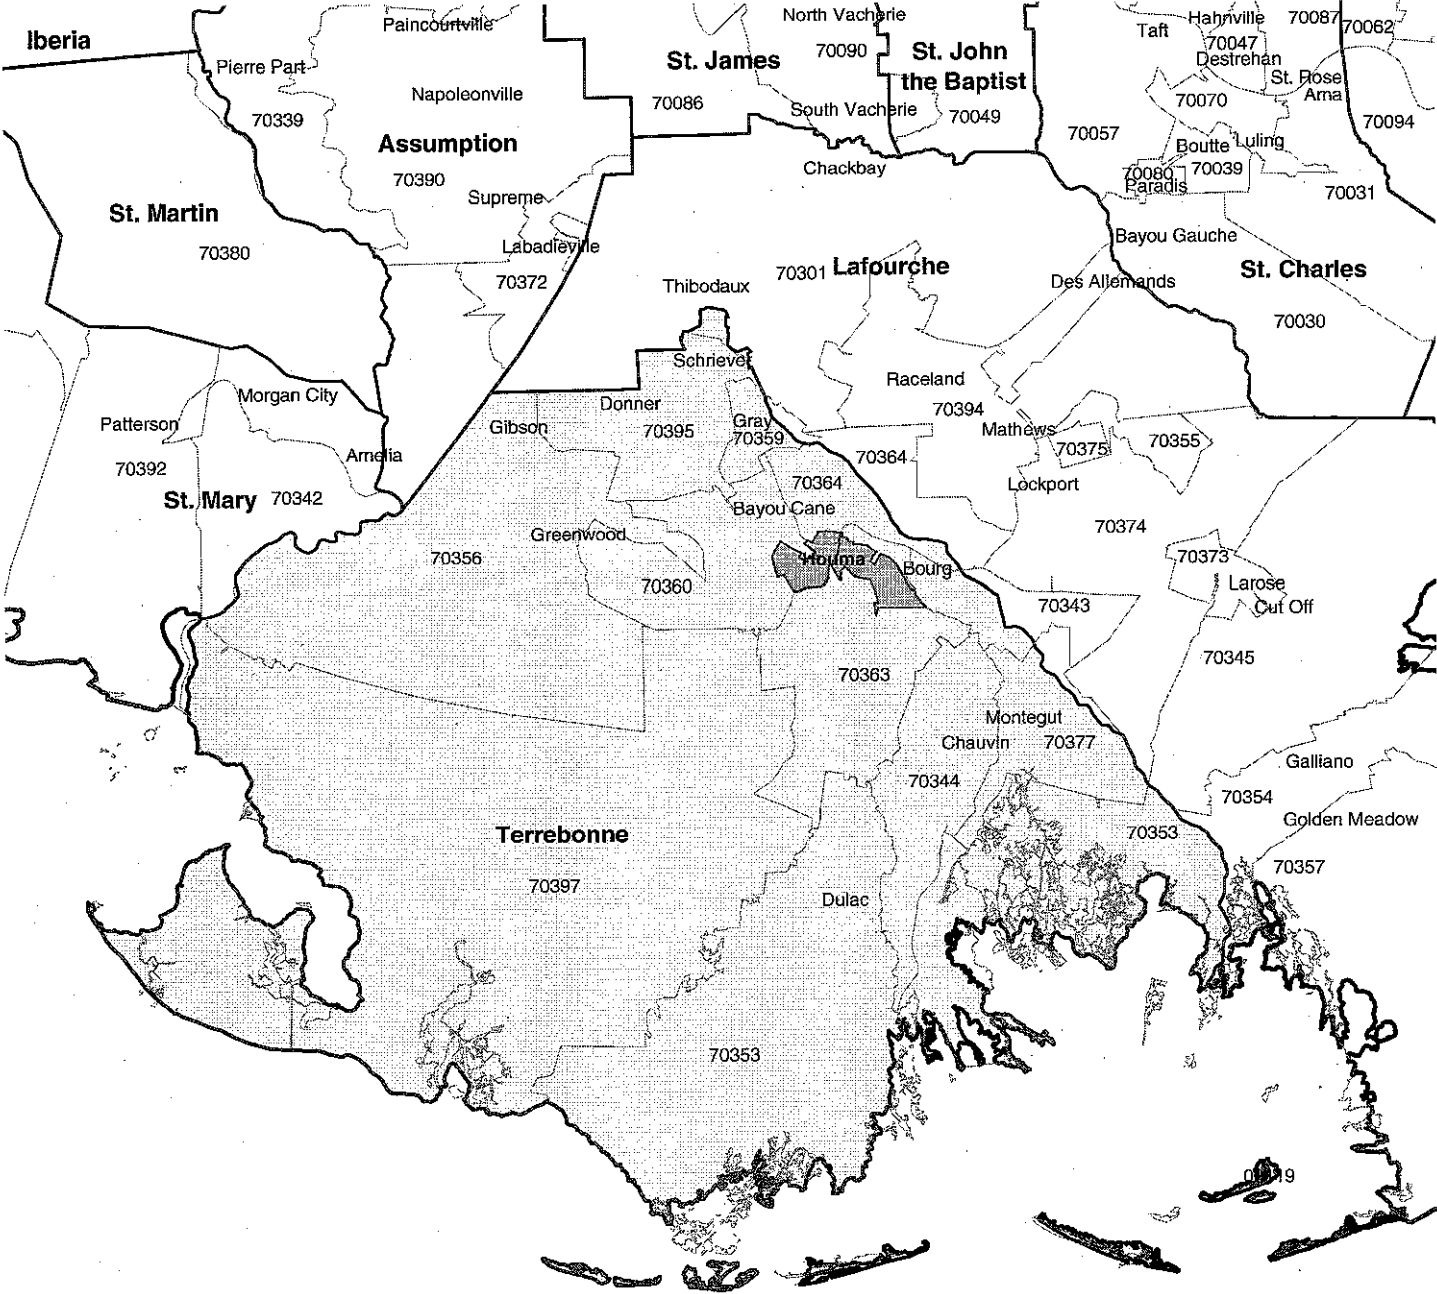 Paincourtville
North Vacherie
Hahnville
70087
70062
Iberia
Taft
70047
70090
St. John
St. James
Destrehan
Pierre Part
the Baptist
St. Rose
Napoleonville
Ama
70086
South Vacherie
70070
70339
70049
70094
70057
Assumption
Boutte
Luling
Chackbay
70080
70039
70390
Paradis
70031
Supreme
St. Martin
Bayou Gauche
Labadieville
70380
70301
Lafourche
St. Charles
70372
Thibodaux
Des Allemands
70030
Schriever
Raceland
Morgan City
Donner
70394
Patterson
Gibson
70395
Gray
Mathews
70359
70375
70355
Amelia
70364
70392
70364
Lockport
St. Mary
70342
Bayou Cane
70374
Greenwood
70356
Houma
70373
Bourg
70360
Larose
70343
Cut Off
70345
70363
Montegut
Chauvin
70377
Galliano
70344
70354
Golden Meadow
Terrebonne
70353
70357
70397
Dulac
70353